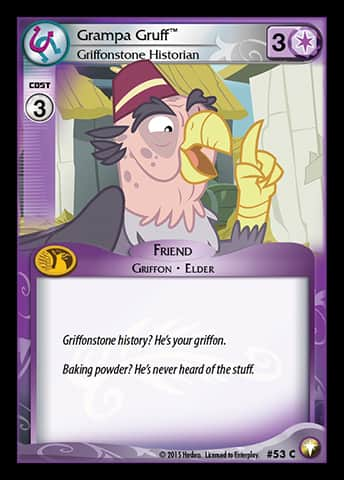 Grampa Gruff™
Griffonstone Historian
3
COST
3
FRIEND
GRIFFON • ELDER
Griffonstone history? He's your griffon.
Baking powder? He's never heard of the stuff.
© 2015 Hasbro. Licensed to Enterplay.
#53 C